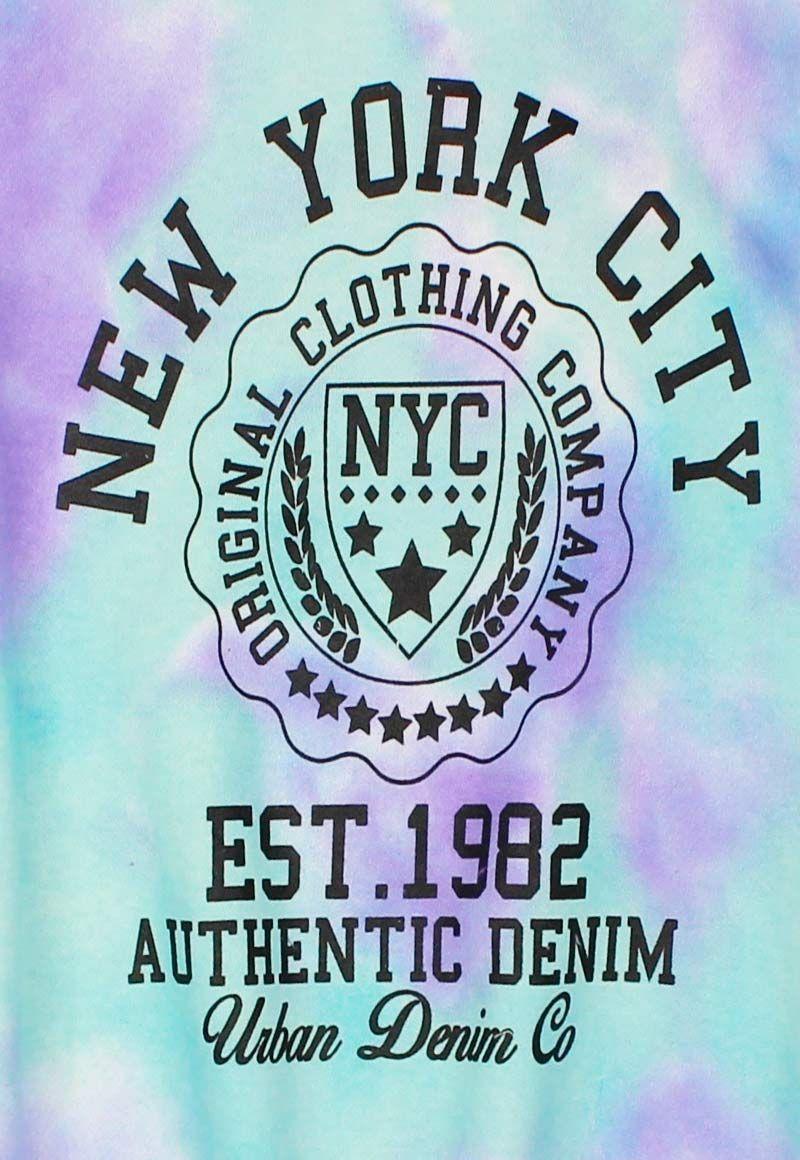 NEW YORK CITY
ORIGINAL CLOTHING COMPANY
NYC
EST.1982
AUTHENTIC DENIM
Urban Denim Co